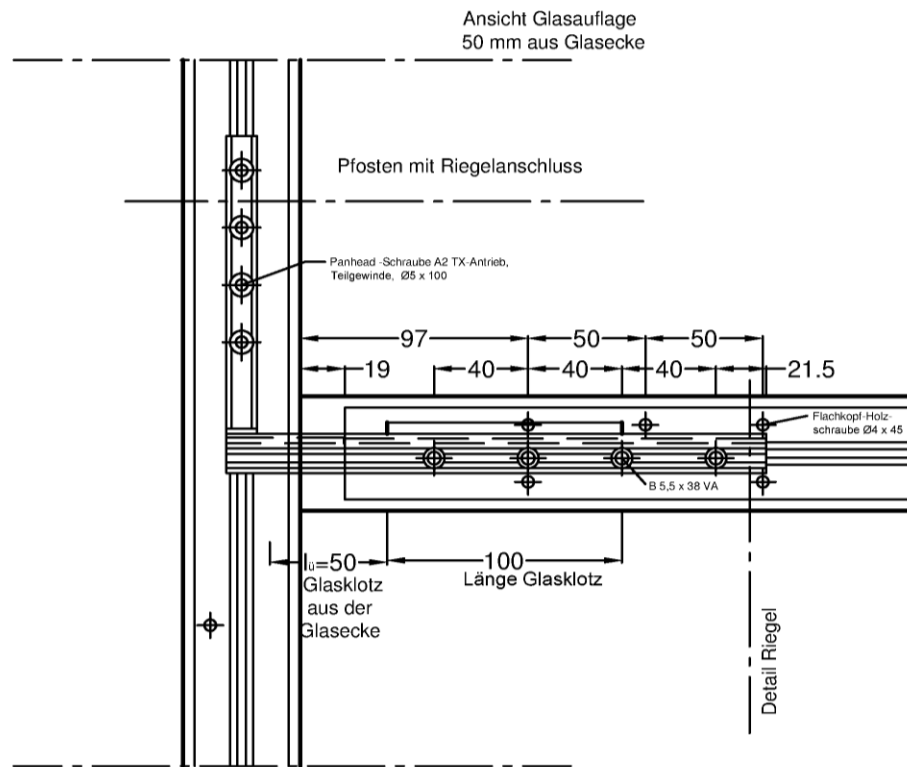 Ansicht Glasauflage
50 mm aus Glasecke
Pfosten mit Riegelanschluss
Panhead -Schraube A2 TX-Antrieb,
Teilgewinde, Ø5 x 100
97
50
50
19
40
40
40
21.5
Flachkopf-Holz-
schraube Ø4 x 45
B 5,5 x 38 VA
lü=50
Glasklotz
aus der
Glasecke
100
Länge Glasklotz
Detail Riegel